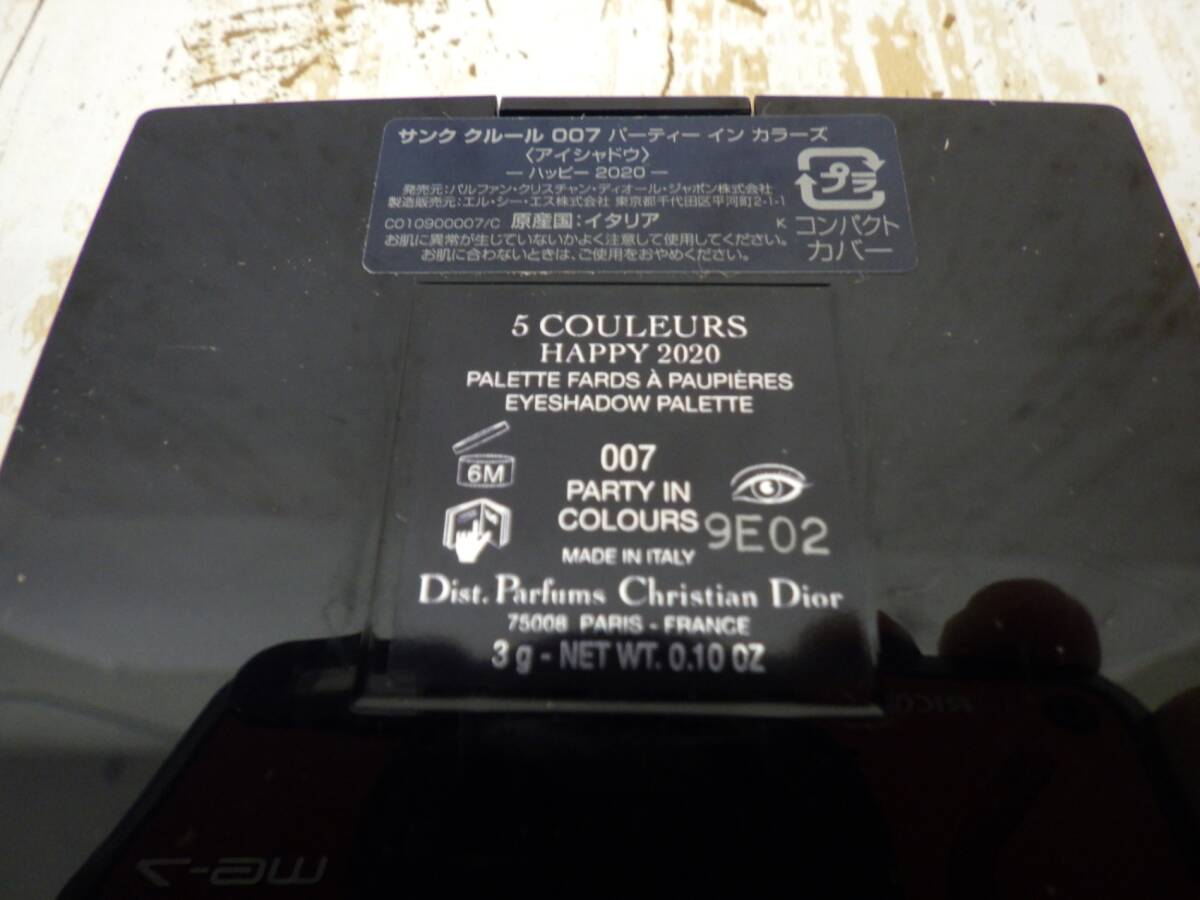 サンク クルール 007 パーティー イン カラーズ
〈アイシャドウ〉
― ハッピー 2020 ―
発売元：パルファン・クリスチャン・ディオール・ジャポン株式会社
製造販売元：エル・シー・エス株式会社 東京都千代田区平河町2-1-1
C010900007/C 原産国：イタリア K
お肌に異常が生じていないかよく注意して使用してください。
お肌に合わないときは、ご使用をおやめください。
プラ
コンパクト
カバー
5 COULEURS
HAPPY 2020
PALETTE FARDS À PAUPIÈRES
EYESHADOW PALETTE
6M
007
PARTY IN
COLOURS
9E02
MADE IN ITALY
Dist. Parfums Christian Dior
75008 PARIS - FRANCE
3 g - NET WT. 0.10 OZ